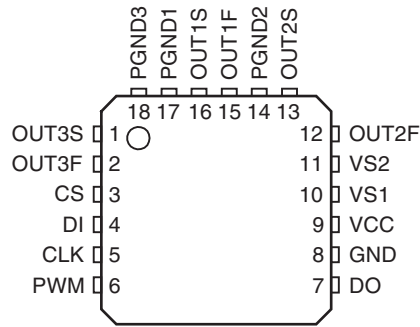 PGND3 PGND1 OUT1S OUT1F PGND2 OUT2S
18 17 16 15 14 13
OUT3S 1 12 OUT2F
OUT3F 2 11 VS2
CS 3 10 VS1
DI 4 9 VCC
CLK 5 8 GND
PWM 6 7 DO